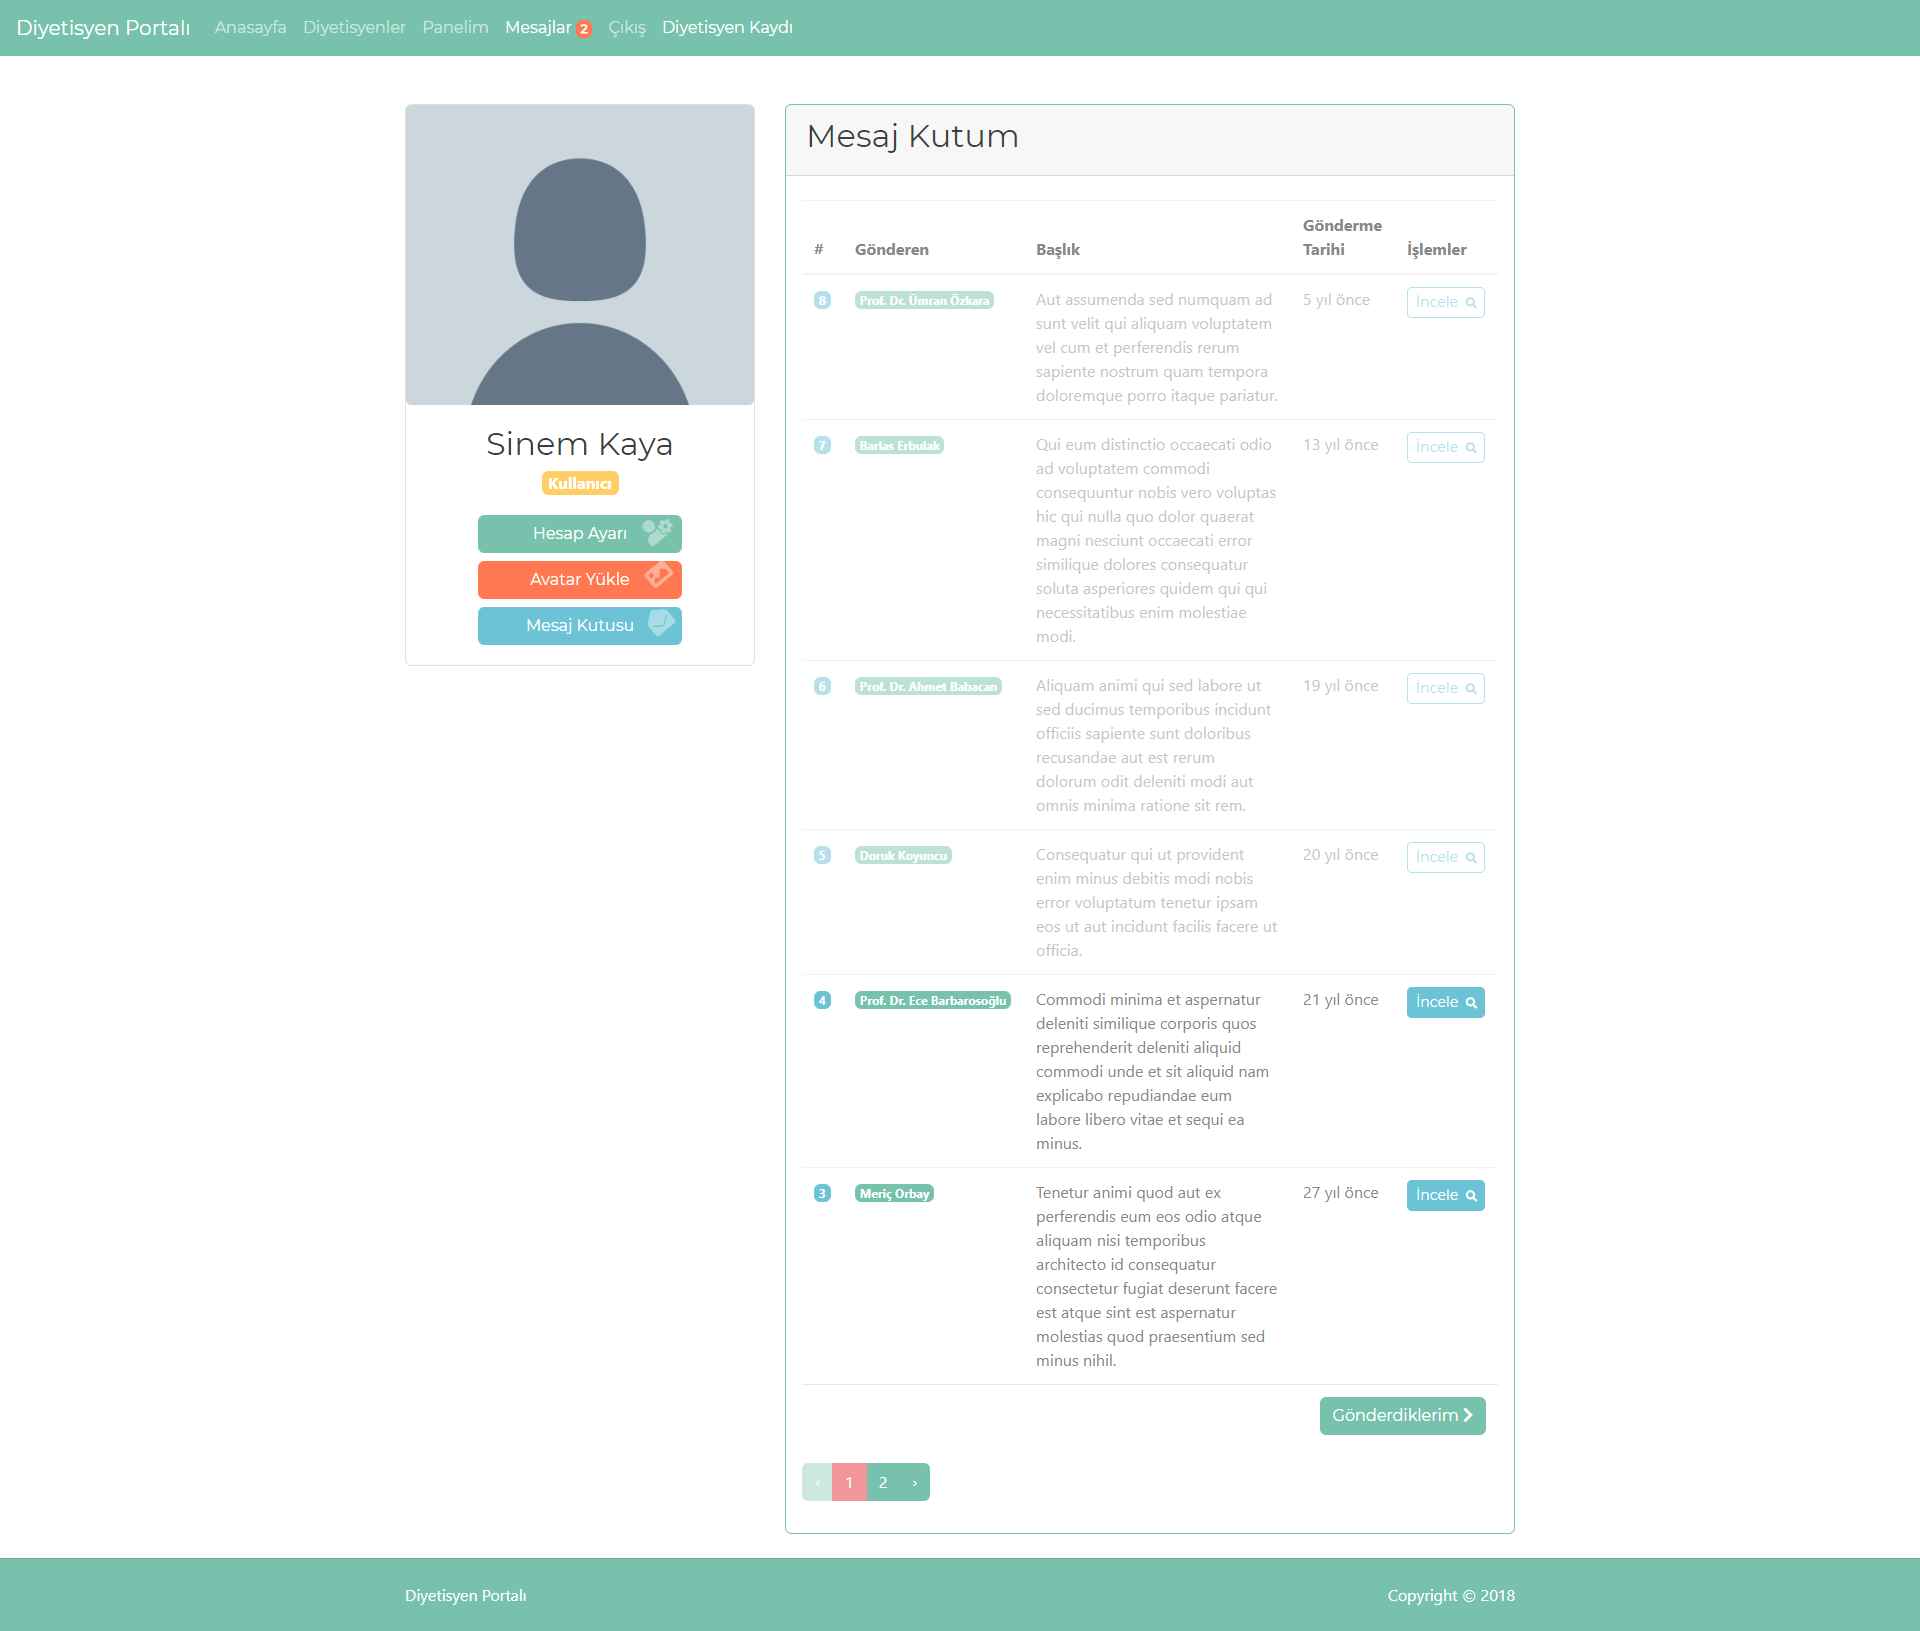 Diyetisyen Portalı Anasayfa Diyetisyenler Panelim Mesajlar 2 Çıkış Diyetisyen Kaydı
Sinem Kaya
Kullanıcı
Hesap Ayarı
Avatar Yükle
Mesaj Kutusu
Mesaj Kutum
# Gönderen Başlık Gönderme Tarihi İşlemler
8 Prof. Dr. Ümran Özkara Aut assumenda sed numquam ad 5 yıl önce İncele
sunt velit qui aliquam voluptatem
vel cum et perferendis rerum
sapiente nostrum quam tempora
doloremque porro itaque pariatur.
7 Barlas Erbulak Qui eum distinctio occaecati odio 13 yıl önce İncele
ad voluptatem commodi
consequuntur nobis vero voluptas
hic qui nulla quo dolor quaerat
magni nesciunt occaecati error
similique dolores consequatur
soluta asperiores quidem qui qui
necessitatibus enim molestiae
modi.
6 Prof. Dr. Ahmet Babacan Aliquam animi qui sed labore ut 19 yıl önce İncele
sed ducimus temporibus incidunt
officiis sapiente sunt doloribus
recusandae aut est rerum
dolorum odit deleniti modi aut
omnis minima ratione sit rem.
5 Doruk Koyuncu Consequatur qui ut provident 20 yıl önce İncele
enim minus debitis modi nobis
error voluptatum tenetur ipsam
eos ut aut incidunt facilis facere ut
officia.
4 Prof. Dr. Ece Barbarosoğlu Commodi minima et aspernatur 21 yıl önce İncele
deleniti similique corporis quos
reprehenderit deleniti aliquid
commodi unde et sit aliquid nam
explicabo repudiandae eum
labore libero vitae et sequi ea
minus.
3 Meriç Orbay Tenetur animi quod aut ex 27 yıl önce İncele
perferendis eum eos odio atque
aliquam nisi temporibus
architecto id consequatur
consectetur fugiat deserunt facere
est atque sint est aspernatur
molestias quod praesentium sed
minus nihil.
Gönderdiklerim
‹ 1 2 ›
Diyetisyen Portalı Copyright © 2018